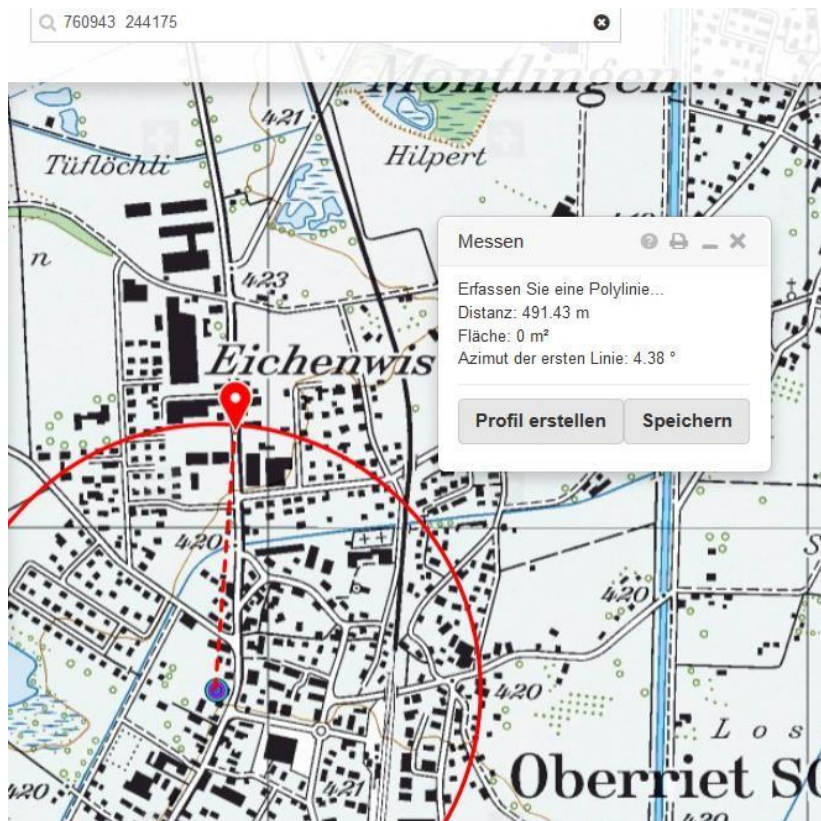 760943 244175
Montlingen
421
Tüflöchli
Hilpert
n
423
Messen
Erfassen Sie eine Polylinie...
Distanz: 491.43 m
Fläche: 0 m²
Azimut der ersten Linie: 4.38 °
Profil erstellen
Speichern
Eichenwis
420
S
420
420
L o s
Oberriet SG
420
421
420